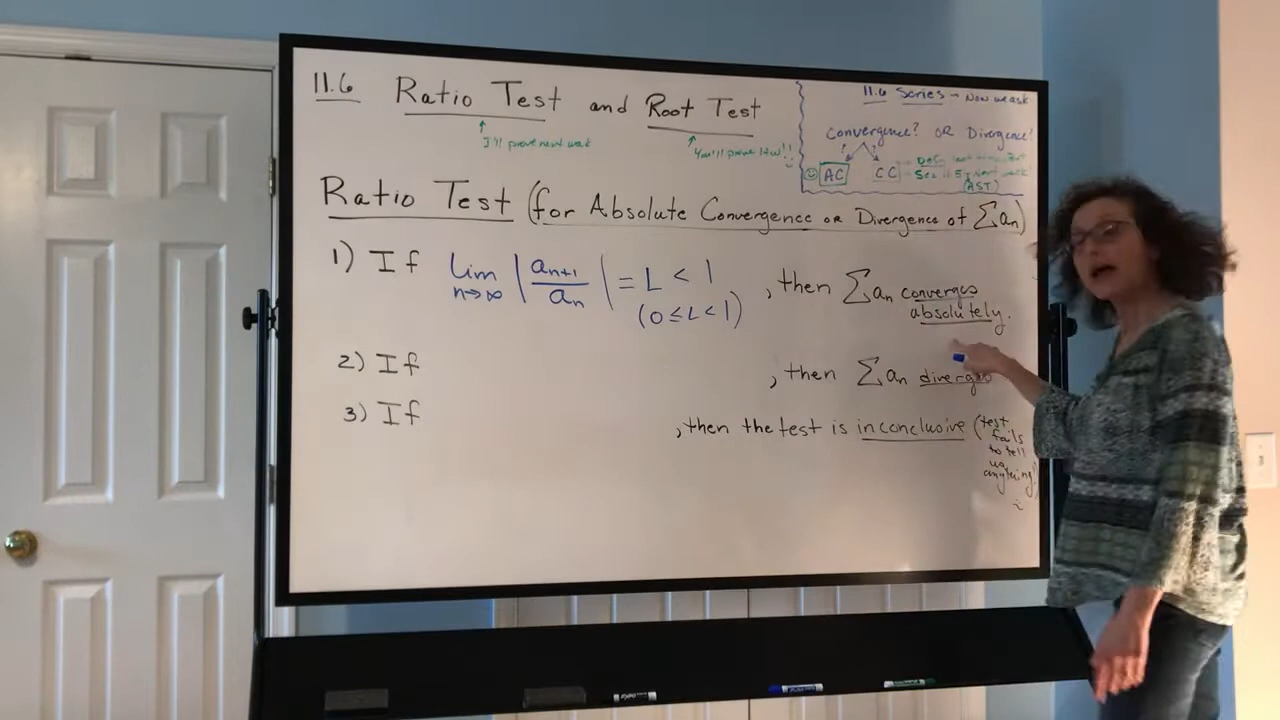 11.6 Ratio Test and Root Test
↑ I'll prove next week
↑ You'll prove HW!!
11.6 Series → Now we ask
Convergence? OR Divergence?
AC CC
(AST)
Ratio Test (for Absolute Convergence OR Divergence of ∑an)
1) If lim n→∞ |an+1/an| = L < 1 , then ∑an converges
(0 ≤ L < 1) absolutely.
2) If , then ∑an diverges
3) If , then the test is inconclusive (test
fails
to tell
us
anything!)